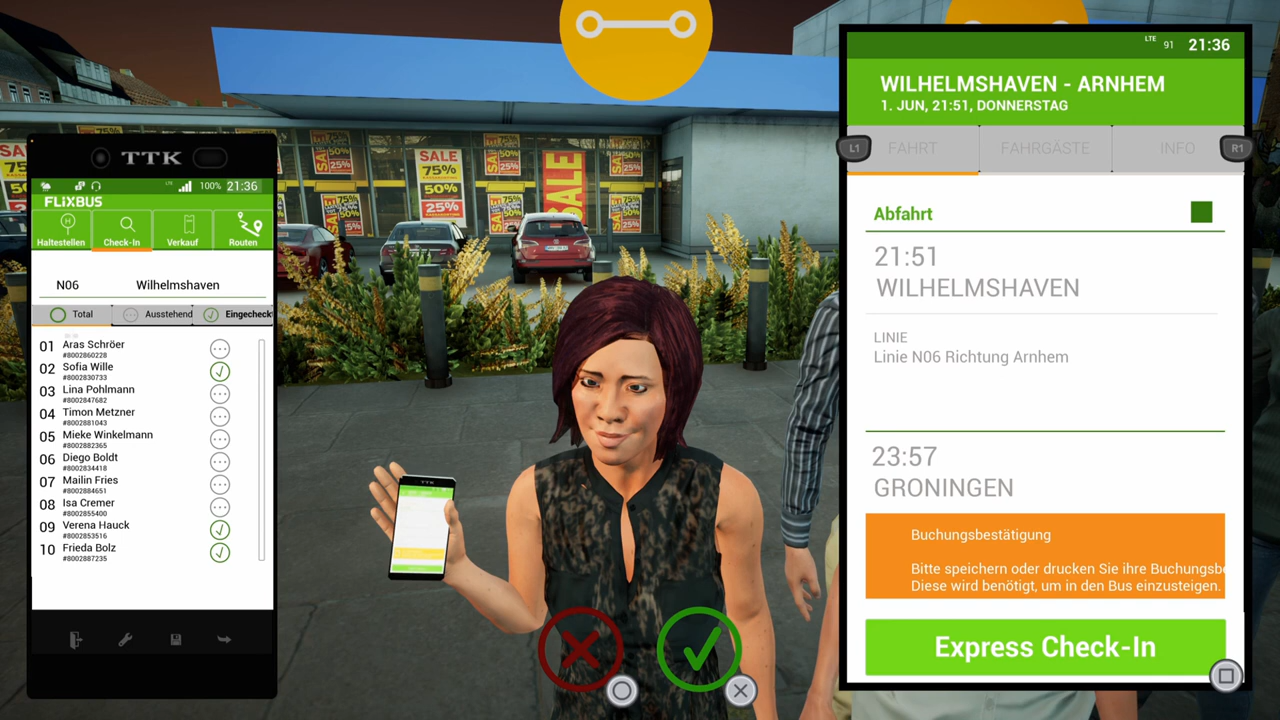 TTK
100% 21:36
FLiXBUS
Haltestellen Check-In Verkauf Routen
N06 Wilhelmshaven
Total Ausstehend Eingecheckt
01 Aras Schröer
#8002860228
02 Sofia Wille
#8002830733
03 Lina Pohlmann
#8002847682
04 Timon Metzner
#8002881043
05 Mieke Winkelmann
#8002882365
06 Diego Boldt
#8002834418
07 Mailin Fries
#8002884651
08 Isa Cremer
#8002855400
09 Verena Hauck
#8002853516
10 Frieda Bolz
#8002887235
SALE
75%
50%
25%
SALE
TTK
LTE 91 21:36
WILHELMSHAVEN - ARNHEM
1. JUN, 21:51, DONNERSTAG
L1 FAHRT FAHRGÄSTE INFO R1
Abfahrt
21:51
WILHELMSHAVEN
LINIE
Linie N06 Richtung Arnhem
23:57
GRONINGEN
Buchungsbestätigung
Bitte speichern oder drucken Sie ihre Buchungsbe
Diese wird benötigt, um in den Bus einzusteigen.
Express Check-In